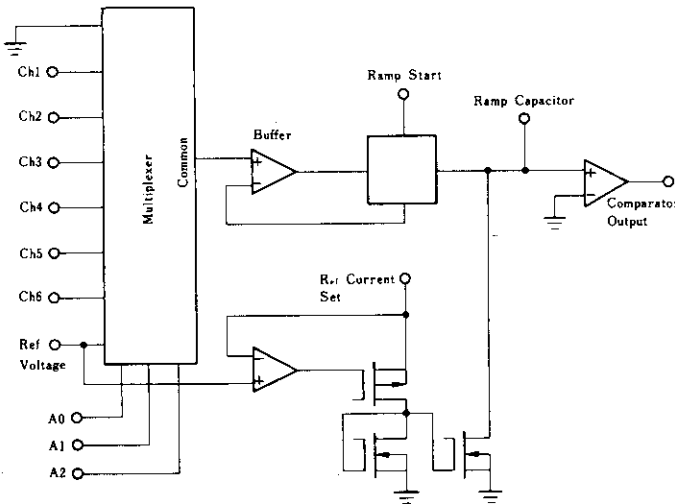 Ch1
Ch2
Ch3
Ch4
Ch5
Ch6
Ref
Voltage
A0
A1
A2
Multiplexer
Common
Buffer
+
−
Ramp Start
Ramp Capacitor
+
−
Comparator
Output
Ref Current
Set
−
+